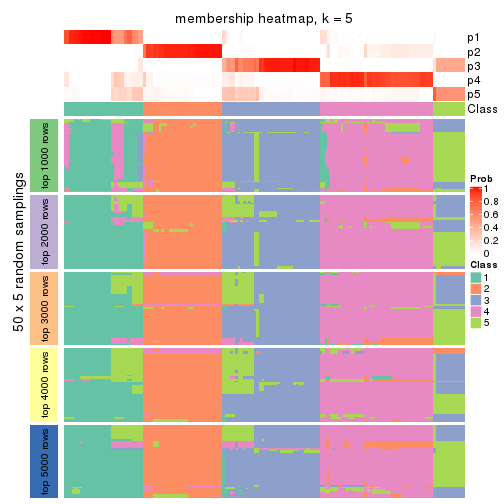 membership heatmap, k = 5
p1
p2
p3
p4
p5
Class
50 x 5 random samplings
top 1000 rows
top 2000 rows
top 3000 rows
top 4000 rows
top 5000 rows
Prob
1
0.8
0.6
0.4
0.2
0
Class
1
2
3
4
5